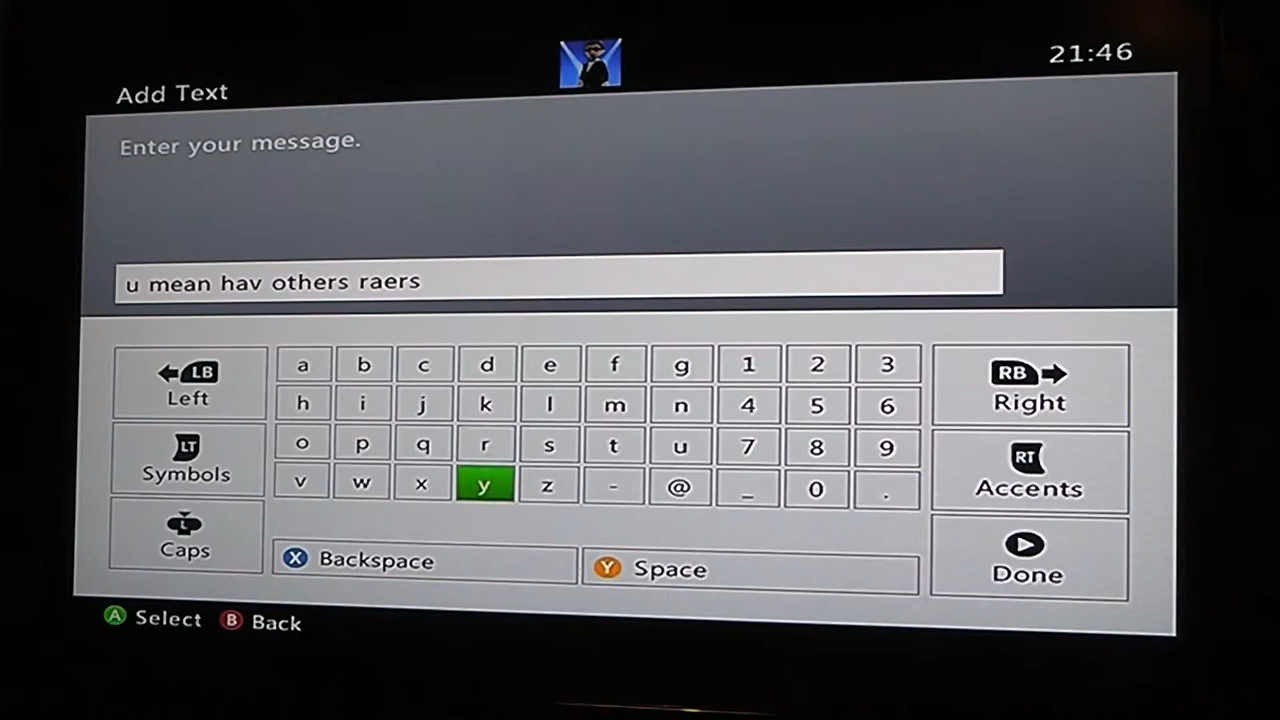 21:46
Add Text
Enter your message.
u mean hav others raers
LB Left
a b c d e f g 1 2 3
RB Right
h i j k l m n 4 5 6
LT Symbols
o p q r s t u 7 8 9
RT Accents
v w x y z - @ _ 0 .
L Caps
X Backspace
Y Space
Done
A Select B Back